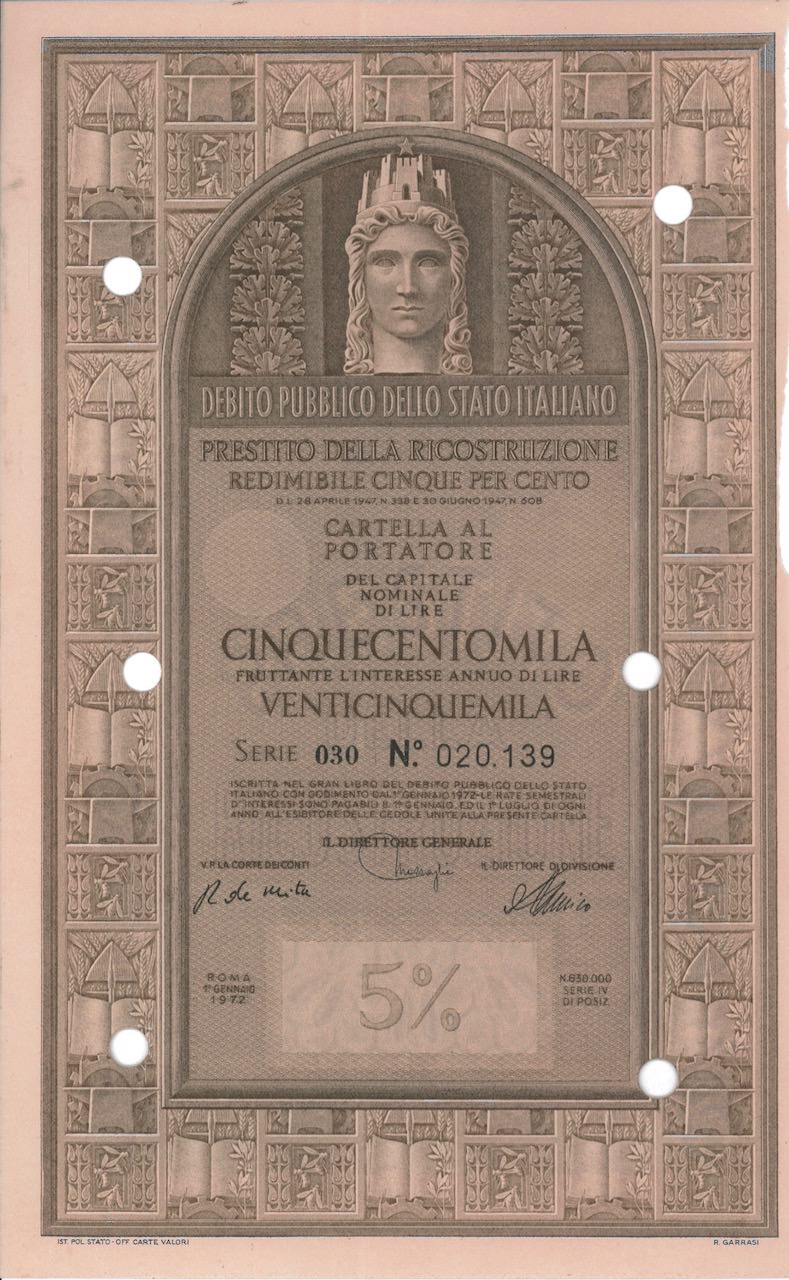 DEBITO PUBBLICO DELLO STATO ITALIANO
PRESTITO DELLA RICOSTRUZIONE
REDIMIBILE CINQUE PER CENTO
D.L. 28 APRILE 1947, N. 338 E 30 GIUGNO 1947, N. 608
CARTELLA AL
PORTATORE
DEL CAPITALE
NOMINALE
DI LIRE
CINQUECENTOMILA
FRUTTANTE L'INTERESSE ANNUO DI LIRE
VENTICINQUEMILA
SERIE 030 N.º 020.139
ISCRITTA NEL GRAN LIBRO DEL DEBITO PUBBLICO DELLO STATO
ITALIANO CON GODIMENTO DAL 1º GENNAIO 1972-LE RATE SEMESTRALI
D'INTERESSI SONO PAGABILI IL 1º GENNAIO, ED IL 1º LUGLIO DI OGNI
ANNO ALL'ESIBITORE DELLE CEDOLE UNITE ALLA PRESENTE CARTELLA
IL DIRETTORE GENERALE
V. P. LA CORTE DEI CONTI
IL DIRETTORE DI DIVISIONE
R de Mita
ROMA
1º GENNAIO
1972
5%
N. 630.000
SERIE IV
DI POSIZ.
IST. POL. STATO - OFF. CARTE VALORI
R. GARRASI